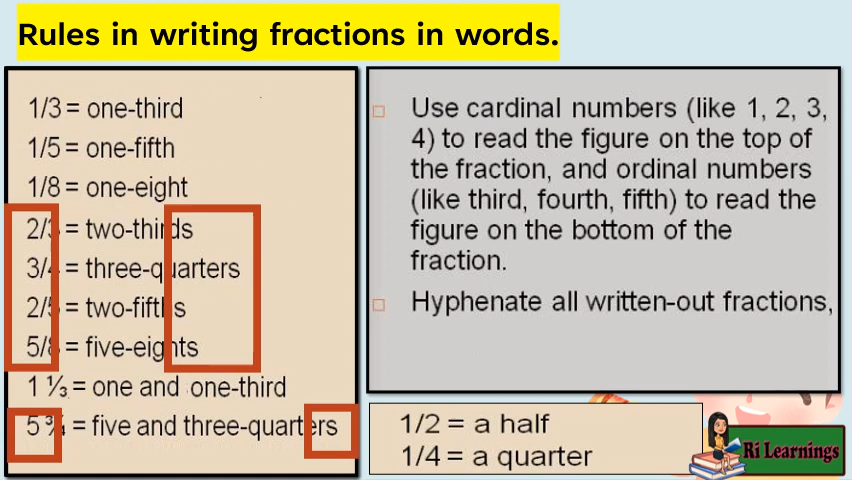 Rules in writing fractions in words.
1/3 = one-third
1/5 = one-fifth
1/8 = one-eight
2/3 = two-thirds
3/4 = three-quarters
2/5 = two-fifths
5/8 = five-eights
1 ⅓ = one and one-third
5 ¾ = five and three-quarters
Use cardinal numbers (like 1, 2, 3,
4) to read the figure on the top of
the fraction, and ordinal numbers
(like third, fourth, fifth) to read the
figure on the bottom of the
fraction.
Hyphenate all written-out fractions,
1/2 = a half
1/4 = a quarter
Ri Learnings